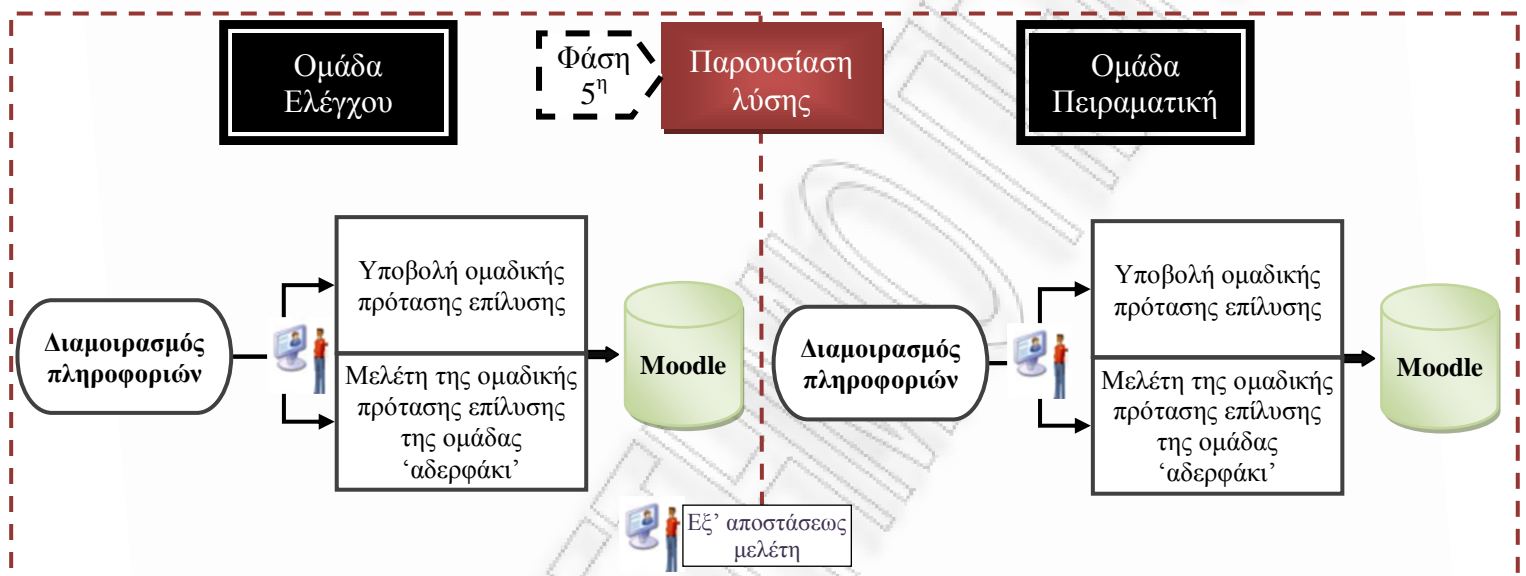 Ομάδα
Ελέγχου
Φάση
5η
Παρουσίαση
λύσης
Ομάδα
Πειραματική
Διαμοιρασμός
πληροφοριών
Υποβολή ομαδικής
πρότασης επίλυσης
Μελέτη της ομαδικής
πρότασης επίλυσης
της ομάδας
‘αδερφάκι’
Moodle
Διαμοιρασμός
πληροφοριών
Υποβολή ομαδικής
πρότασης επίλυσης
Μελέτη της ομαδικής
πρότασης επίλυσης
της ομάδας
‘αδερφάκι’
Moodle
Εξ’ αποστάσεως
μελέτη